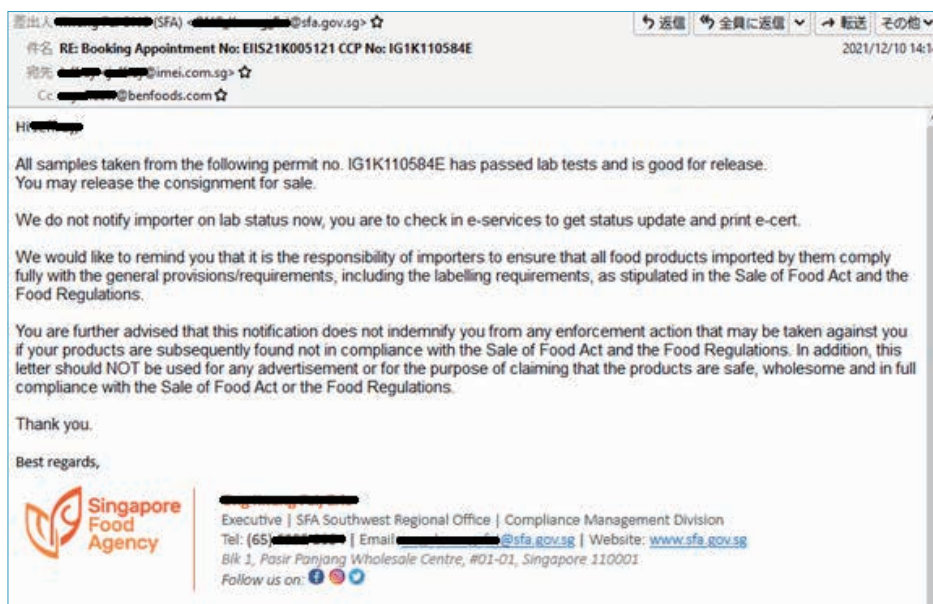 差出人 (SFA) < @sfa.gov.sg> ☆ 返信 全員に返信 転送 その他
件名 RE: Booking Appointment No: EIIS21K005121 CCP No: IG1K110584E 2021/12/10 14:1
宛先 @imei.com.sg> ☆
Cc @benfoods.com ☆
Hi
All samples taken from the following permit no. IG1K110584E has passed lab tests and is good for release.
You may release the consignment for sale.
We do not notify importer on lab status now, you are to check in e-services to get status update and print e-cert.
We would like to remind you that it is the responsibility of importers to ensure that all food products imported by them comply
fully with the general provisions/requirements, including the labelling requirements, as stipulated in the Sale of Food Act and the
Food Regulations.
You are further advised that this notification does not indemnify you from any enforcement action that may be taken against you
if your products are subsequently found not in compliance with the Sale of Food Act and the Food Regulations. In addition, this
letter should NOT be used for any advertisement or for the purpose of claiming that the products are safe, wholesome and in full
compliance with the Sale of Food Act or the Food Regulations.
Thank you.
Best regards,
Singapore
Food
Agency
Executive | SFA Southwest Regional Office | Compliance Management Division
Tel: (65) | Email @sfa.gov.sg | Website: www.sfa.gov.sg
Blk 1, Pasir Panjang Wholesale Centre, #01-01, Singapore 110001
Follow us on: